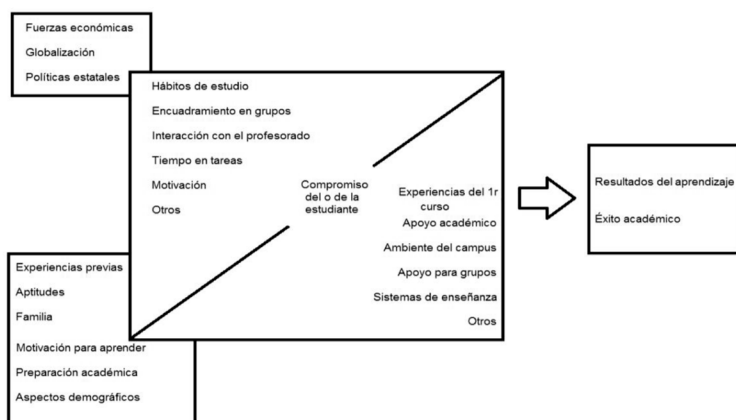 Fuerzas económicas
Globalización
Políticas estatales
Hábitos de estudio
Encuadramiento en grupos
Interacción con el profesorado
Tiempo en tareas
Motivación
Otros
Compromiso
del o de la
estudiante
Experiencias del 1r
curso
Apoyo académico
Ambiente del campus
Apoyo para grupos
Sistemas de enseñanza
Otros
Experiencias previas
Aptitudes
Familia
Motivación para aprender
Preparación académica
Aspectos demográficos
Resultados del aprendizaje
Éxito académico